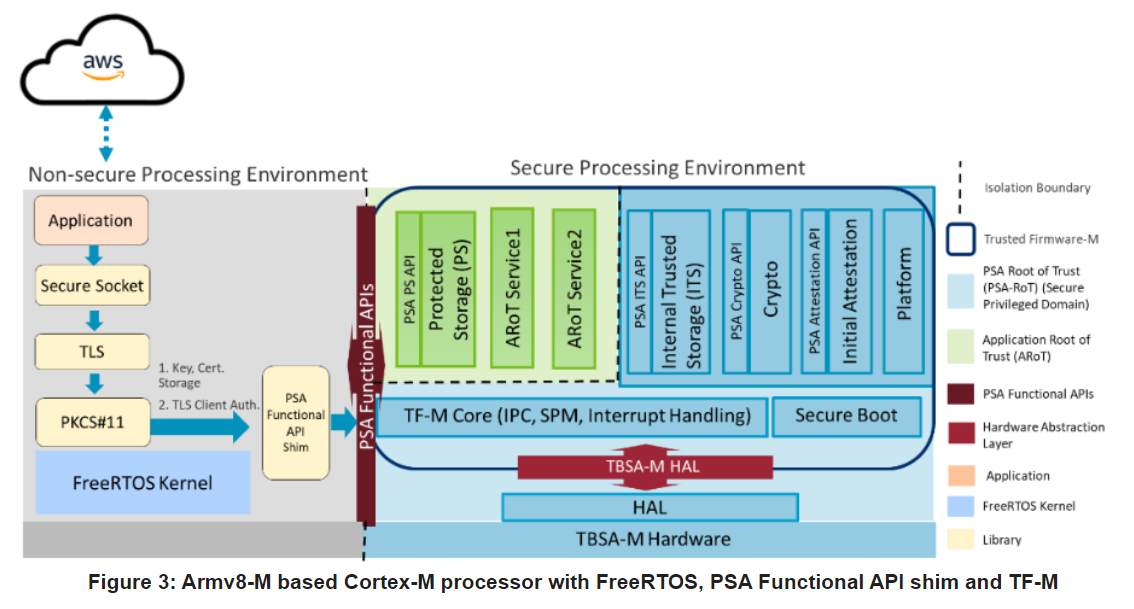 aws
Non-secure Processing Environment
Secure Processing Environment
Application
Secure Socket
TLS
1. Key, Cert.
Storage
2. TLS Client Auth.
PKCS#11
FreeRTOS Kernel
PSA
Functional
API
Shim
PSA Functional APIs
PSA PS API
Protected
Storage (PS)
ARoT Service1
ARoT Service2
PSA ITS API
Internal Trusted
Storage (ITS)
PSA Crypto API
Crypto
PSA Attestation API
Initial Attestation
Platform
TF-M Core (IPC, SPM, Interrupt Handling)
Secure Boot
TBSA-M HAL
HAL
TBSA-M Hardware
Isolation Boundary
Trusted Firmware-M
PSA Root of Trust
(PSA-RoT) (Secure
Privileged Domain)
Application Root of
Trust (ARoT)
PSA Functional APIs
Hardware Abstraction
Layer
Application
FreeRTOS Kernel
Library
Figure 3: Armv8-M based Cortex-M processor with FreeRTOS, PSA Functional API shim and TF-M